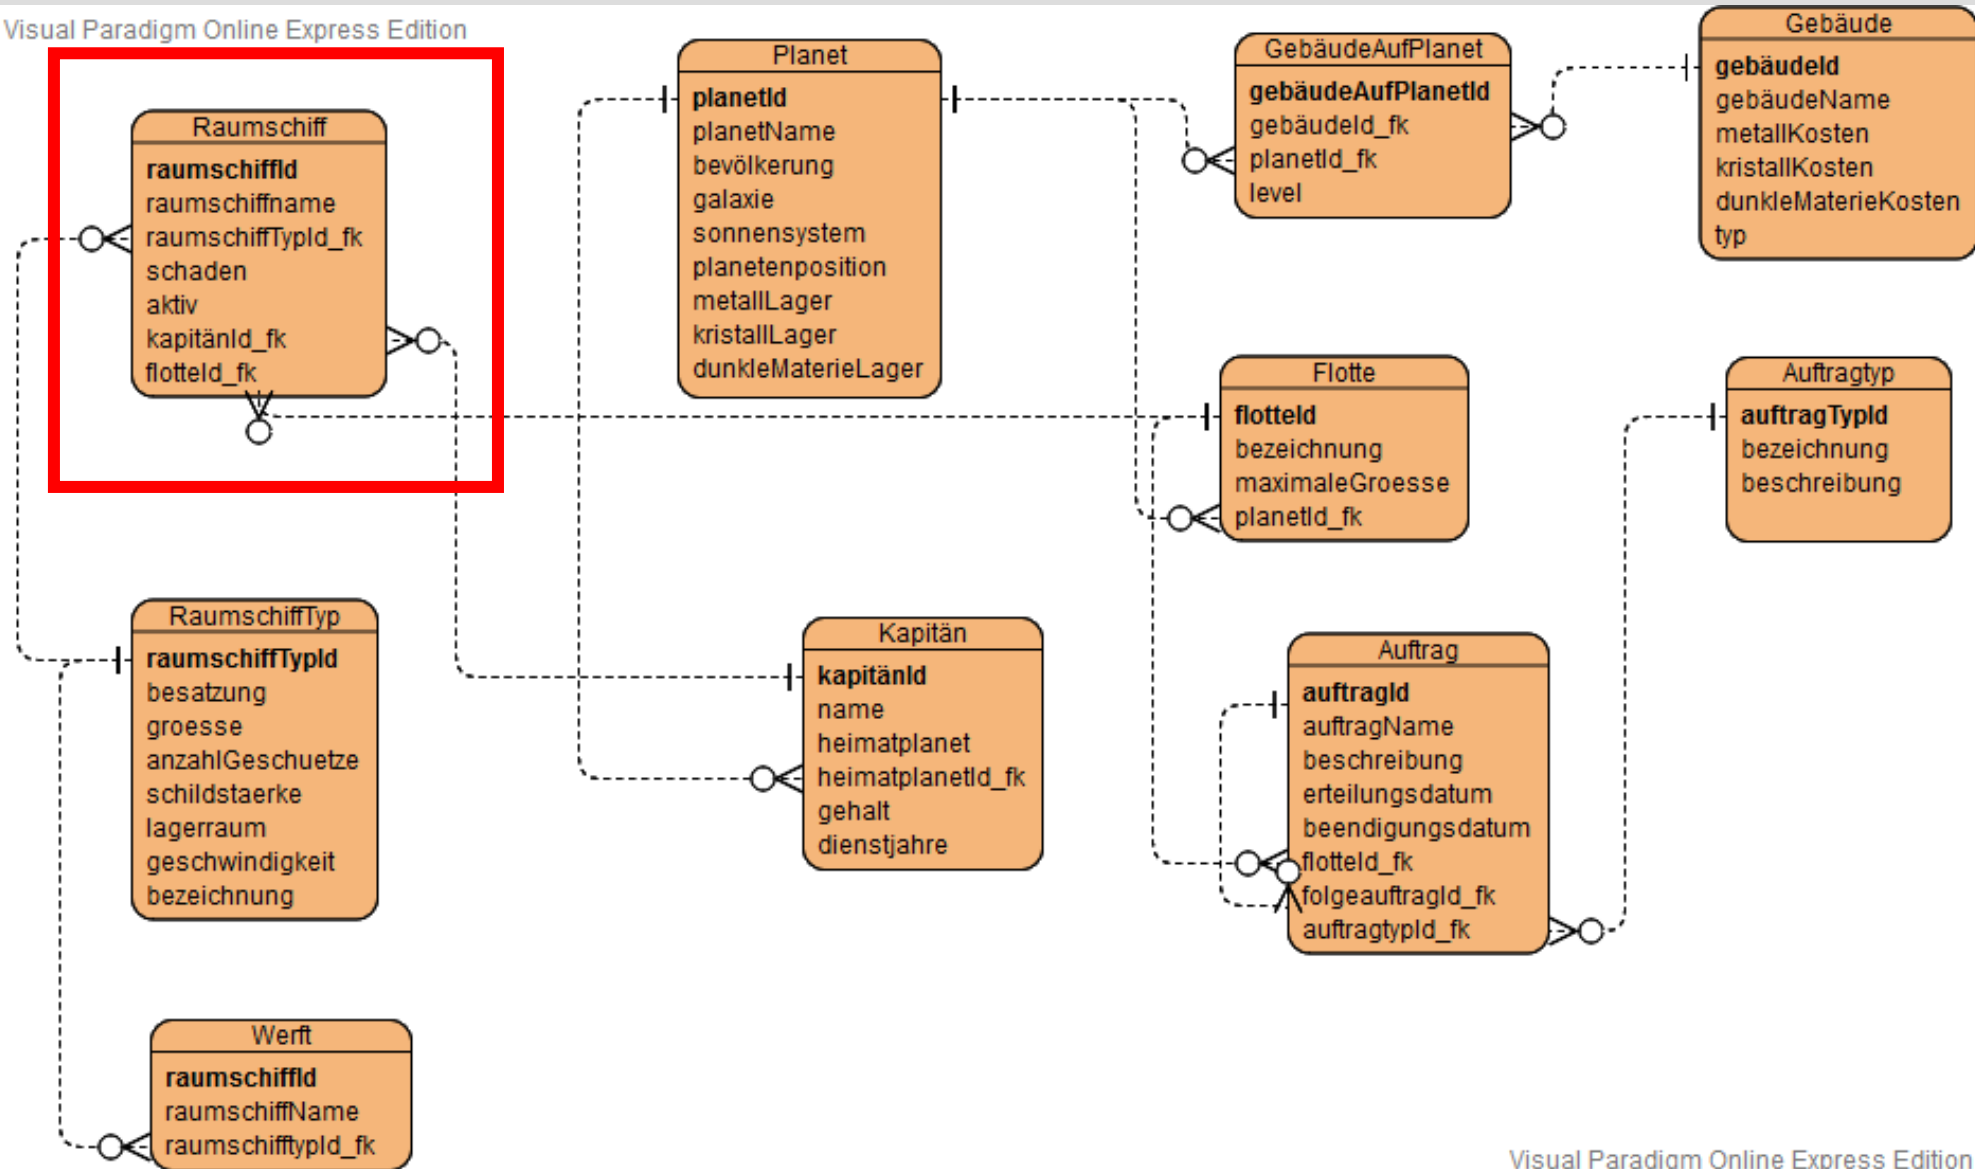 Visual Paradigm Online Express Edition
Raumschiff
raumschiffId
raumschiffname
raumschiffTypId_fk
schaden
aktiv
kapitänId_fk
flotteId_fk
Planet
planetId
planetName
bevölkerung
galaxie
sonnensystem
planetenposition
metallLager
kristallLager
dunkleMaterieLager
GebäudeAufPlanet
gebäudeAufPlanetId
gebäudeId_fk
planetId_fk
level
Gebäude
gebäudeId
gebäudeName
metallKosten
kristallKosten
dunkleMaterieKosten
typ
Flotte
flotteId
bezeichnung
maximaleGroesse
planetId_fk
Auftragtyp
auftragTypId
bezeichnung
beschreibung
RaumschiffTyp
raumschiffTypId
besatzung
groesse
anzahlGeschuetze
schildstaerke
lagerraum
geschwindigkeit
bezeichnung
Kapitän
kapitänId
name
heimatplanet
heimatplanetId_fk
gehalt
dienstjahre
Auftrag
auftragId
auftragName
beschreibung
erteilungsdatum
beendigungsdatum
flotteId_fk
folgeauftragId_fk
auftragtypId_fk
Werft
raumschiffId
raumschiffName
raumschifftypId_fk
Visual Paradigm Online Express Edition